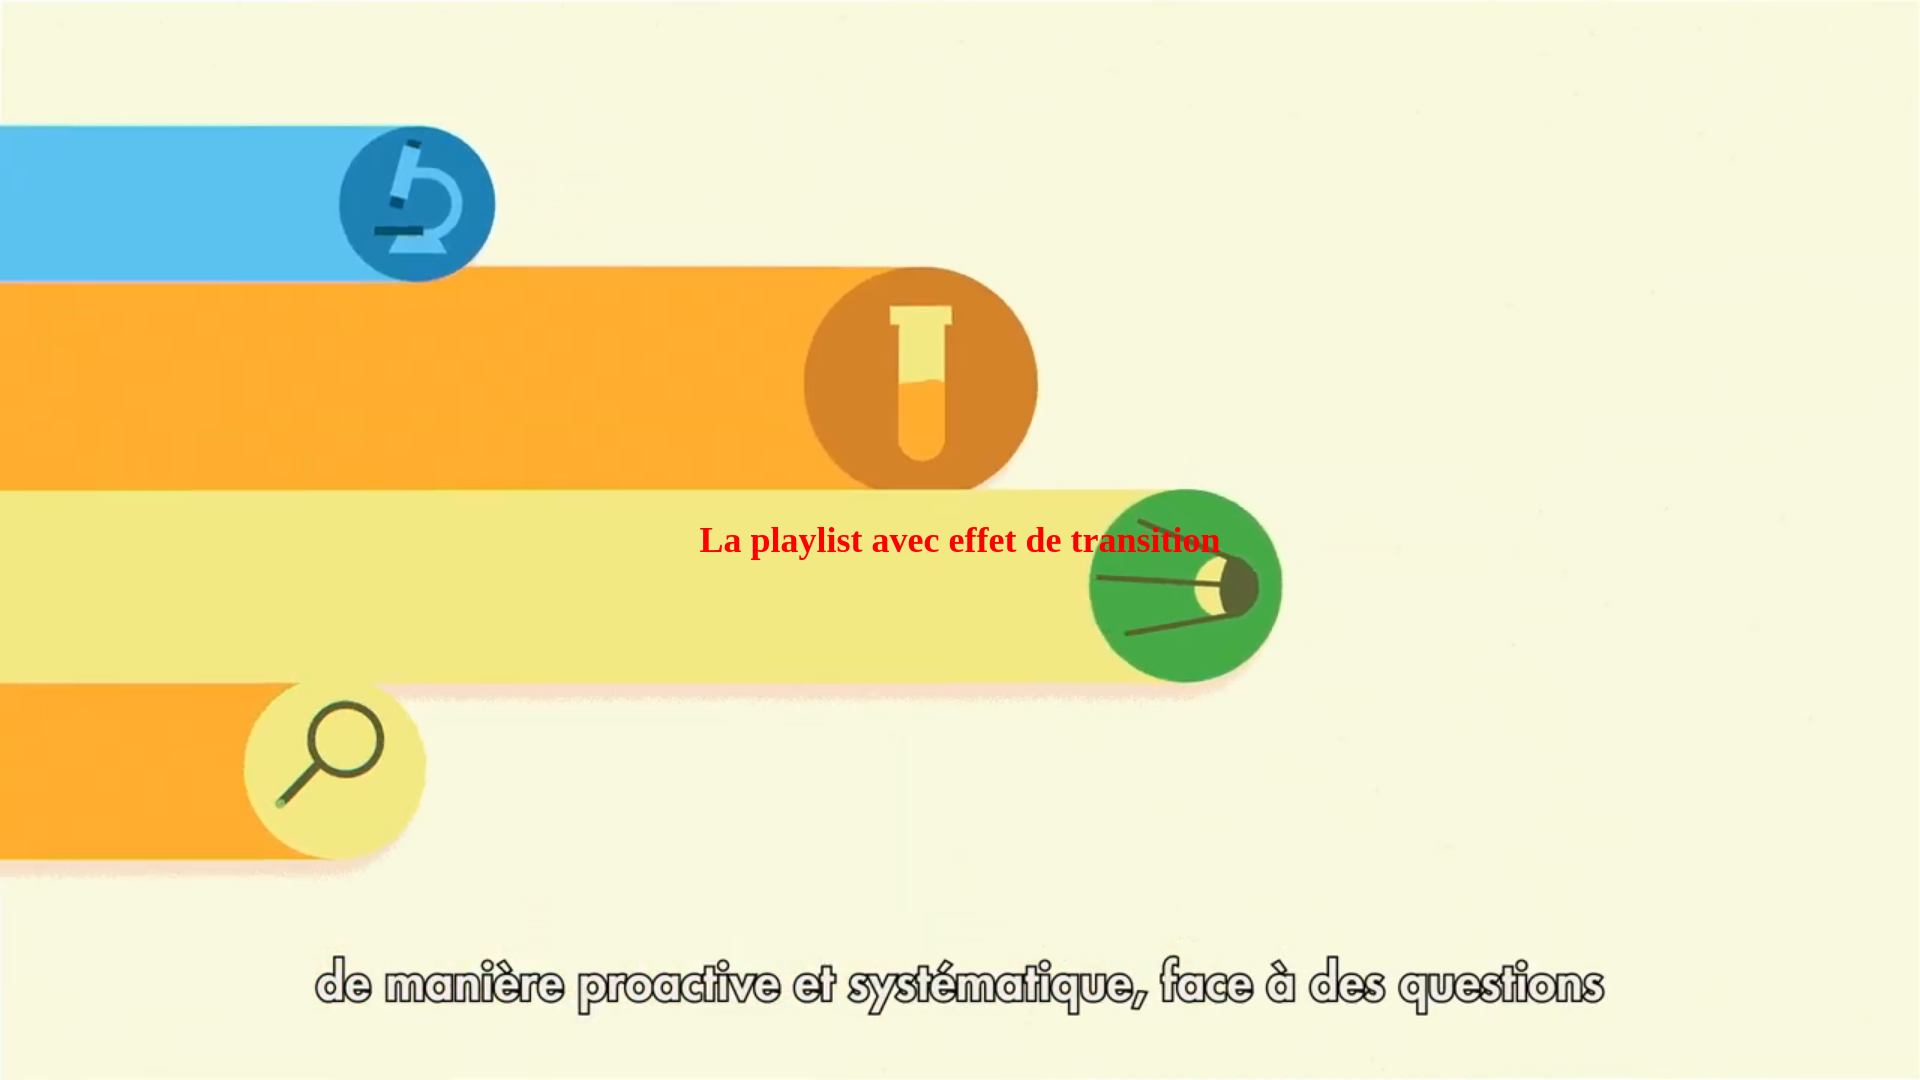 La playlist avec effet de transition
de manière proactive et systématique, face à des questions